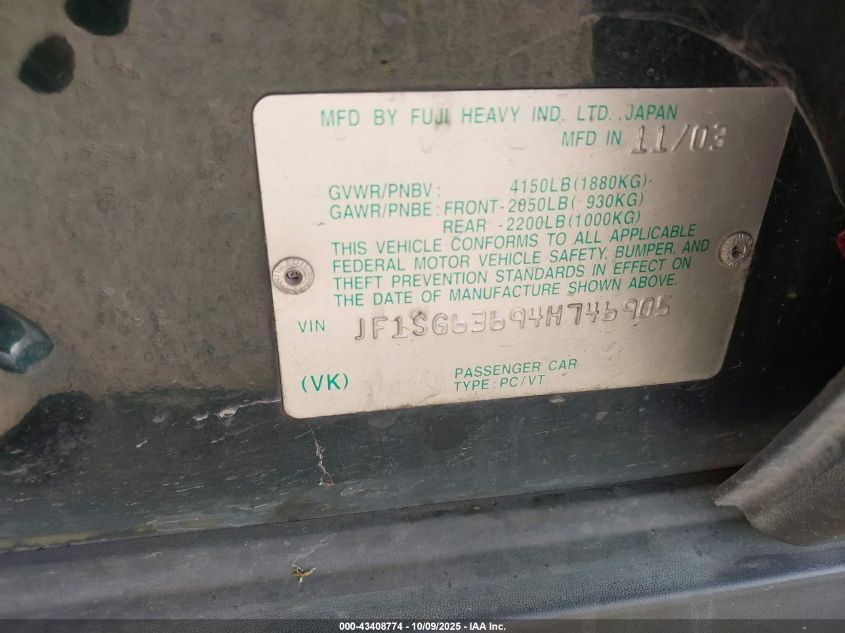 MFD BY FUJI HEAVY IND. LTD. JAPAN
MFD IN 11/03
GVWR/PNBV: 4150LB(1880KG)
GAWR/PNBE: FRONT-2050LB( 930KG)
REAR -2200LB(1000KG)
THIS VEHICLE CONFORMS TO ALL APPLICABLE
FEDERAL MOTOR VEHICLE SAFETY, BUMPER, AND
THEFT PREVENTION STANDARDS IN EFFECT ON
THE DATE OF MANUFACTURE SHOWN ABOVE.
VIN JF1SG63694H746905
(VK) PASSENGER CAR
TYPE: PC/VT
000-43408774 - 10/09/2025 - IAA Inc.